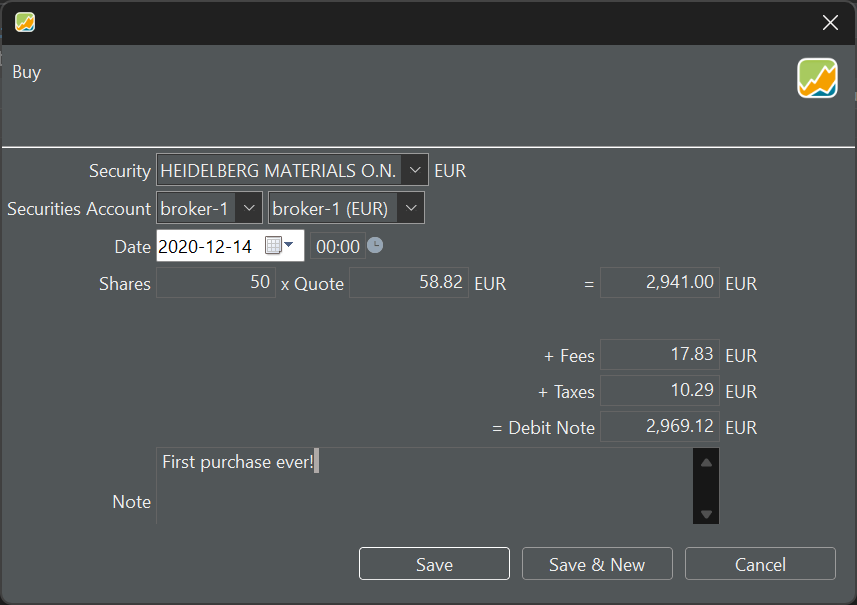 Buy
Security HEIDELBERG MATERIALS O.N. EUR
Securities Account broker-1 broker-1 (EUR)
Date 2020-12-14 00:00
Shares 50 x Quote 58.82 EUR = 2,941.00 EUR
+ Fees 17.83 EUR
+ Taxes 10.29 EUR
= Debit Note 2,969.12 EUR
First purchase ever!
Note
Save Save & New Cancel